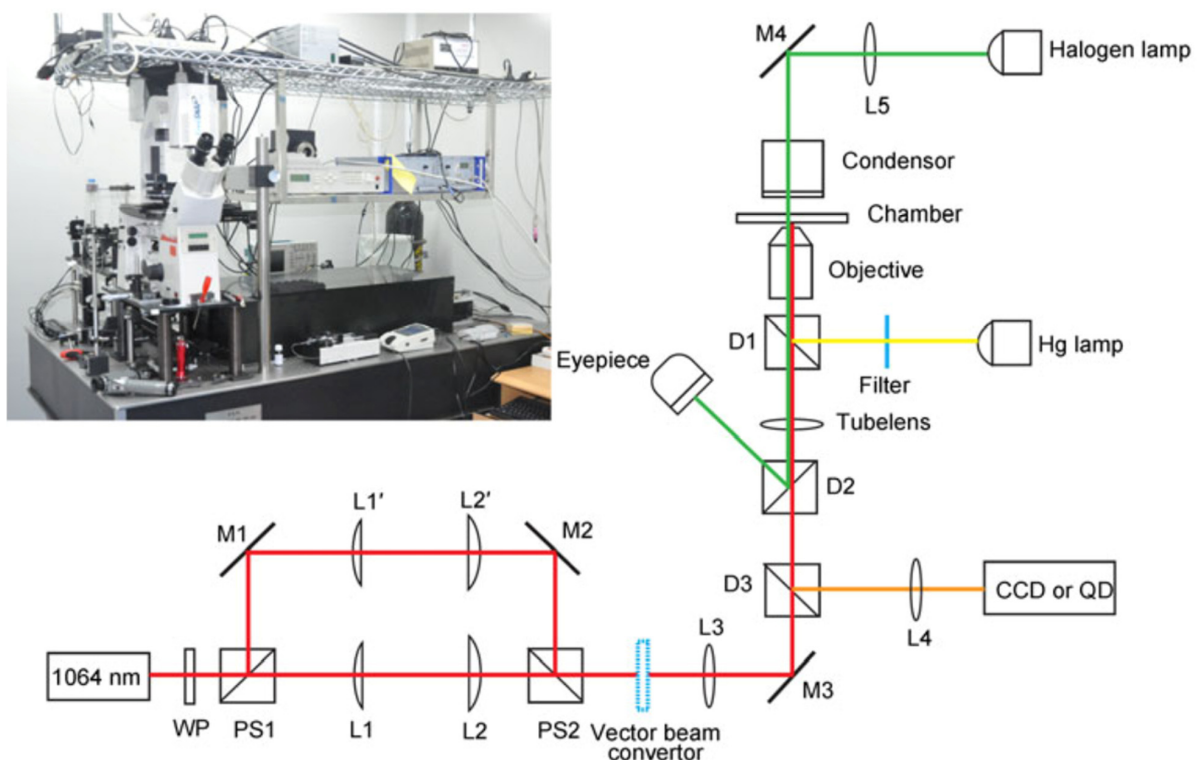 M4
Halogen lamp
L5
Condensor
Chamber
Objective
D1
Hg lamp
Eyepiece
Filter
Tubelens
D2
L1′
L2′
M1
M2
D3
CCD or QD
L3
L4
1064 nm
M3
WP
PS1
L1
L2
PS2
Vector beam
convertor